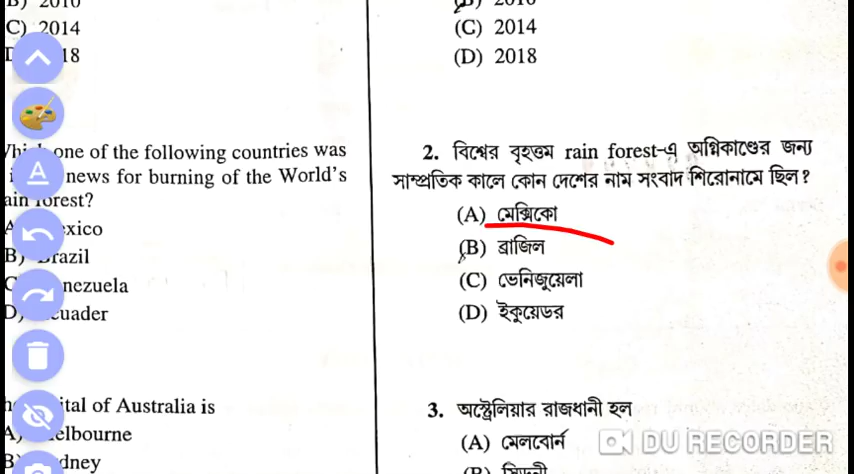 C) 2014
18
one of the following countries was
news for burning of the World's
rest?
xico
B) razil
nezuela
uader
ital of Australia is
A) elbourne
B dney
(C) 2014
(D) 2018
2. বিশ্বের বৃহত্তম rain forest-এ অগ্নিকাণ্ডের জন্য
সাম্প্রতিক কালে কোন দেশের নাম সংবাদ শিরোনামে ছিল?
(A) মেক্সিকো
(B) ব্রাজিল
(C) ভেনিজুয়েলা
(D) ইকুয়েডর
3. অস্ট্রেলিয়ার রাজধানী হল
(A) মেলবোর্ন
DU RECORDER
A